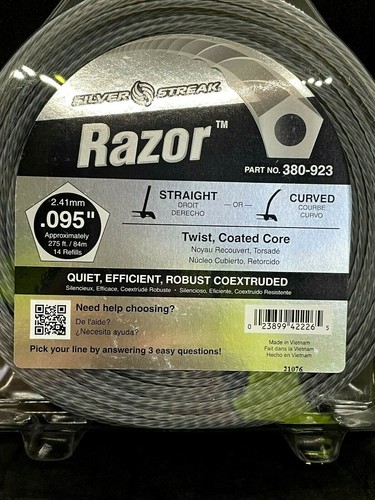 SILVER STREAK
Razor™
PART NO. 380-923
2.41mm
.095"
Approximately
275 ft. / 84m
14 Refills
STRAIGHT
DROIT
DERECHO
— OR —
CURVED
COURBE
CURVO
Twist, Coated Core
Noyau Recouvert, Torsadé
Núcleo Cubierto, Retorcido
QUIET, EFFICIENT, ROBUST COEXTRUDED
Silencieux, Efficace, Coextrudé Robuste • Silencioso, Eficiente, Coextruido Resistente
Need help choosing?
De l'aide?
¿Necesita ayuda?
Pick your line by answering 3 easy questions!
0 23899 42226 5
Made in Vietnam
Fait dans la Vietnam
Hecho en Vietnam
21076